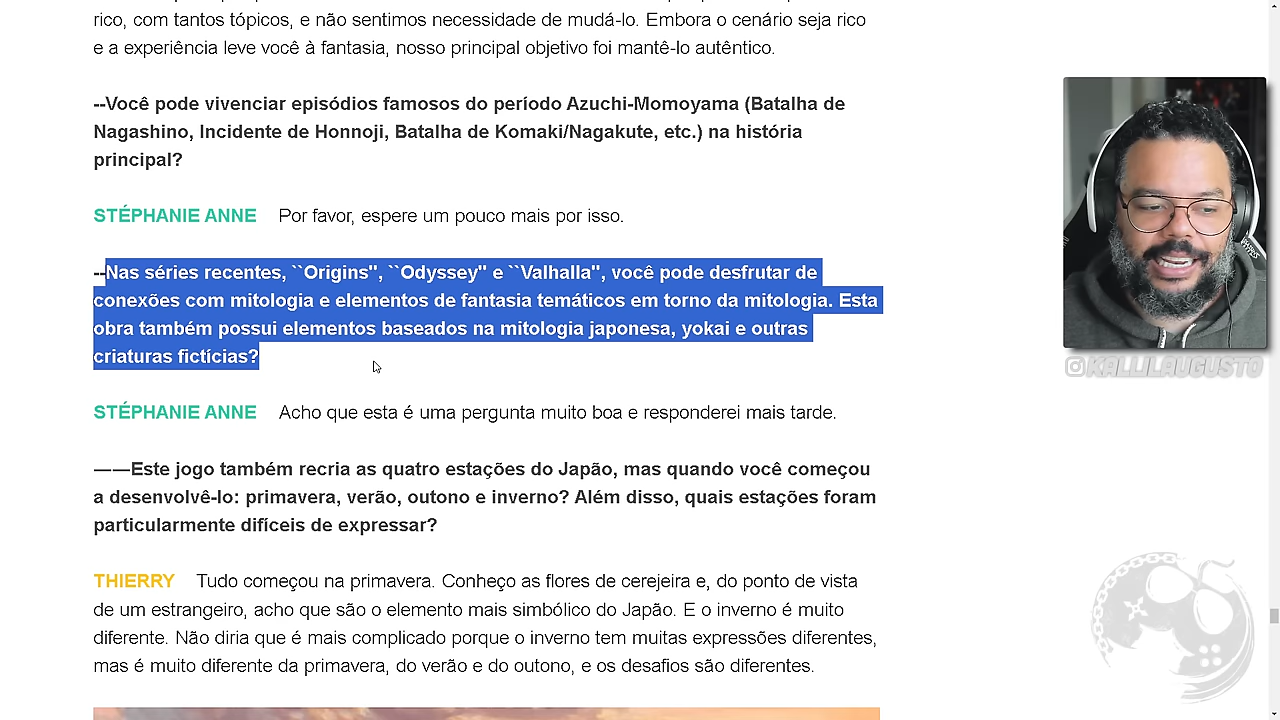 rico, com tantos tópicos, e não sentimos necessidade de mudá-lo. Embora o cenário seja rico
e a experiência leve você à fantasia, nosso principal objetivo foi mantê-lo autêntico.
--Você pode vivenciar episódios famosos do período Azuchi-Momoyama (Batalha de
Nagashino, Incidente de Honnoji, Batalha de Komaki/Nagakute, etc.) na história
principal?
STÉPHANIE ANNE Por favor, espere um pouco mais por isso.
--Nas séries recentes, ``Origins'', ``Odyssey'' e ``Valhalla'', você pode desfrutar de
conexões com mitologia e elementos de fantasia temáticos em torno da mitologia. Esta
obra também possui elementos baseados na mitologia japonesa, yokai e outras
criaturas fictícias?
STÉPHANIE ANNE Acho que esta é uma pergunta muito boa e responderei mais tarde.
——Este jogo também recria as quatro estações do Japão, mas quando você começou
a desenvolvê-lo: primavera, verão, outono e inverno? Além disso, quais estações foram
particularmente difíceis de expressar?
THIERRY Tudo começou na primavera. Conheço as flores de cerejeira e, do ponto de vista
de um estrangeiro, acho que são o elemento mais simbólico do Japão. E o inverno é muito
diferente. Não diria que é mais complicado porque o inverno tem muitas expressões diferentes,
mas é muito diferente da primavera, do verão e do outono, e os desafios são diferentes.
@KALLILAUGUSTO